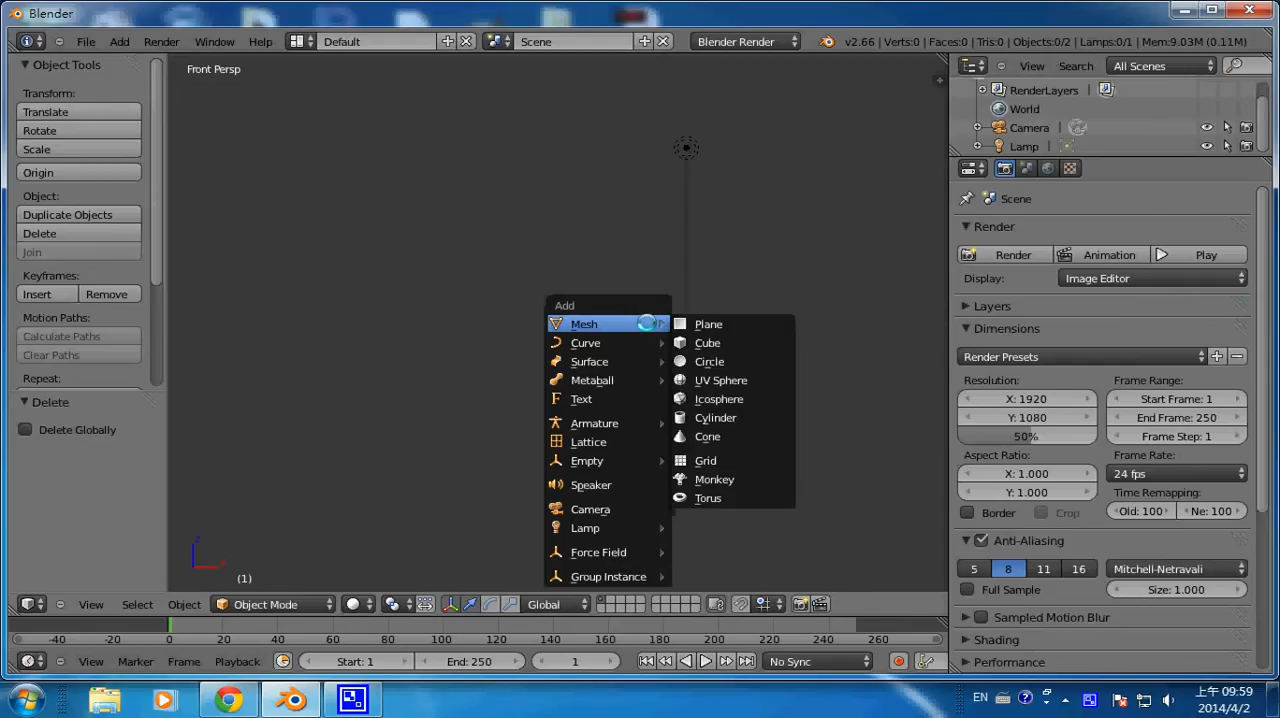 Blender
File Add Render Window Help Default Scene Blender Render v2.66 | Verts:0 | Faces:0 | Tris:0 | Objects:0/2 | Lamps:0/1 | Mem:9.03M (0.11M)
Object Tools
Transform:
Translate
Rotate
Scale
Origin
Object:
Duplicate Objects
Delete
Join
Keyframes:
Insert Remove
Motion Paths:
Calculate Paths
Clear Paths
Repeat:
Delete
Delete Globally
Front Persp
Add
Mesh
Curve
Surface
Metaball
Text
Armature
Lattice
Empty
Speaker
Camera
Lamp
Force Field
Group Instance
Plane
Cube
Circle
UV Sphere
Icosphere
Cylinder
Cone
Grid
Monkey
Torus
z
x
(1)
View Search All Scenes
RenderLayers
World
Camera
Lamp
Scene
Render
Render Animation Play
Display: Image Editor
Layers
Dimensions
Render Presets
Resolution: Frame Range:
X: 1920 Start Frame: 1
Y: 1080 End Frame: 250
50% Frame Step: 1
Aspect Ratio: Frame Rate:
X: 1.000 24 fps
Y: 1.000 Time Remapping:
Border Crop Old: 100 Ne: 100
Anti-Aliasing
5 8 11 16 Mitchell-Netravali
Full Sample Size: 1.000
Sampled Motion Blur
Shading
Performance
View Select Object Object Mode Global
-40 -20 0 20 40 60 80 100 120 140 160 180 200 220 240 260
View Marker Frame Playback Start: 1 End: 250 1 No Sync
EN
上午 09:59
2014/4/2